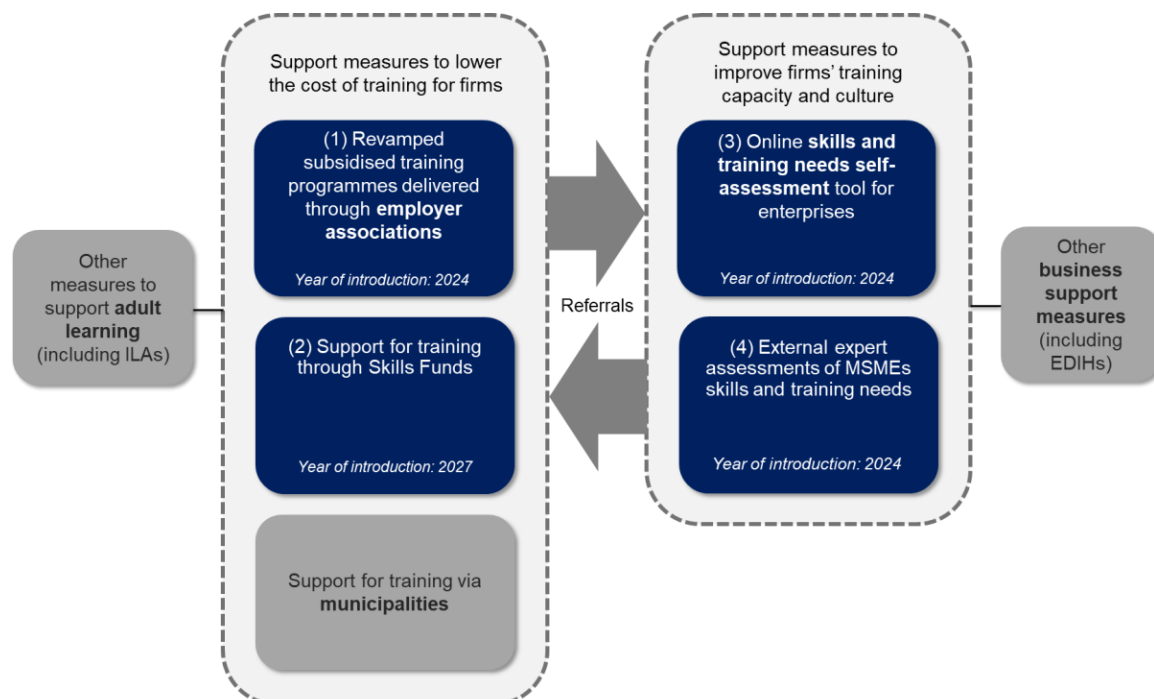 Support measures to lower
the cost of training for firms
(1) Revamped
subsidised training
programmes delivered
through employer
associations
Year of introduction: 2024
(2) Support for training
through Skills Funds
Year of introduction: 2027
Support for training via
municipalities
Other
measures to
support adult
learning
(including ILAs)
Referrals
Support measures to
improve firms’ training
capacity and culture
(3) Online skills and
training needs self-
assessment tool for
enterprises
Year of introduction: 2024
(4) External expert
assessments of MSMEs
skills and training needs
Year of introduction: 2024
Other
business
support
measures
(including
EDIHs)